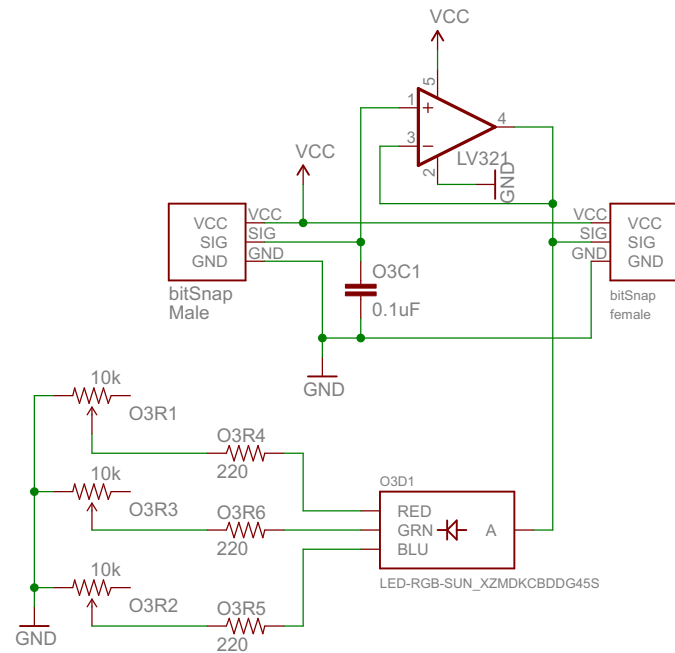 VCC
5
1
4
3
LV321
2
GND
VCC
VCC VCC
SIG SIG
GND GND
bitSnap
Male
VCC VCC
SIG SIG
GND GND
bitSnap
female
O3C1
0.1uF
GND
10k
O3R1
O3R4
220
10k
O3R3
O3R6
220
10k
O3R2
O3R5
220
GND
O3D1
RED
GRN A
BLU
LED-RGB-SUN_XZMDKCBDDG45S